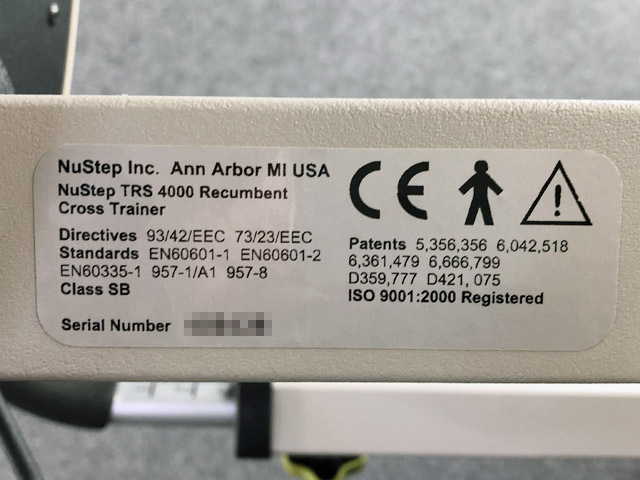 NuStep Inc. Ann Arbor MI USA
NuStep TRS 4000 Recumbent
Cross Trainer
Directives 93/42/EEC 73/23/EEC
Standards EN60601-1 EN60601-2
EN60335-1 957-1/A1 957-8
Class SB
Serial Number
CE
Patents 5,356,356 6,042,518
6,361,479 6,666,799
D359,777 D421, 075
ISO 9001:2000 Registered